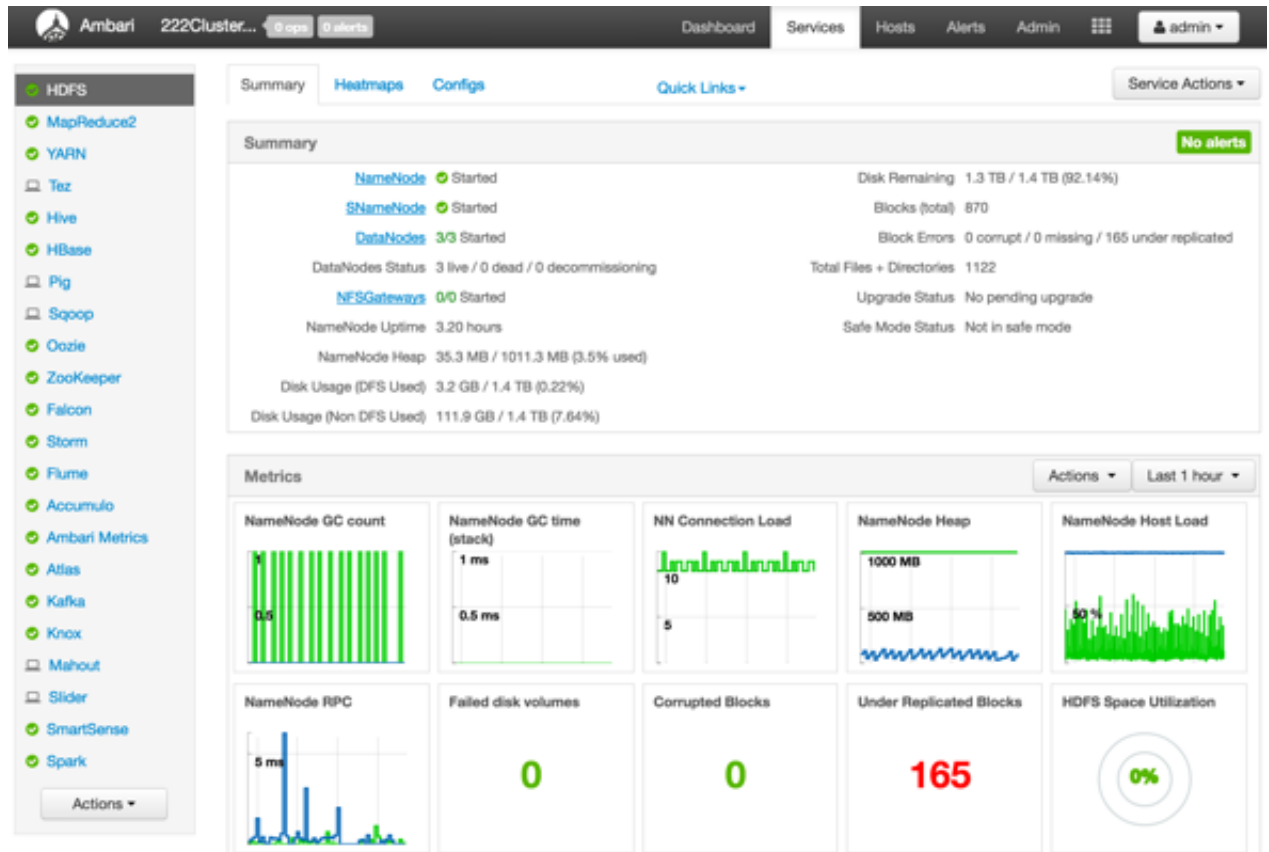 Ambari 222Cluster... 0 ops 0 alerts Dashboard Services Hosts Alerts Admin admin
HDFS
MapReduce2
YARN
Tez
Hive
HBase
Pig
Sqoop
Oozie
ZooKeeper
Falcon
Storm
Flume
Accumulo
Ambari Metrics
Atlas
Kafka
Knox
Mahout
Slider
SmartSense
Spark
Actions
Summary Heatmaps Configs Quick Links Service Actions
Summary No alerts
NameNode Started
SNameNode Started
DataNodes 3/3 Started
DataNodes Status 3 live / 0 dead / 0 decommissioning
NFSGateways 0/0 Started
NameNode Uptime 3.20 hours
NameNode Heap 35.3 MB / 1011.3 MB (3.5% used)
Disk Usage (DFS Used) 3.2 GB / 1.4 TB (0.22%)
Disk Usage (Non DFS Used) 111.9 GB / 1.4 TB (7.64%)
Disk Remaining 1.3 TB / 1.4 TB (92.14%)
Blocks (total) 870
Block Errors 0 corrupt / 0 missing / 165 under replicated
Total Files + Directories 1122
Upgrade Status No pending upgrade
Safe Mode Status Not in safe mode
Metrics Actions Last 1 hour
NameNode GC count
1
0.5
NameNode GC time
(stack)
1 ms
0.5 ms
NN Connection Load
10
5
NameNode Heap
1000 MB
500 MB
NameNode Host Load
50 %
NameNode RPC
5 ms
Failed disk volumes
0
Corrupted Blocks
0
Under Replicated Blocks
165
HDFS Space Utilization
0%